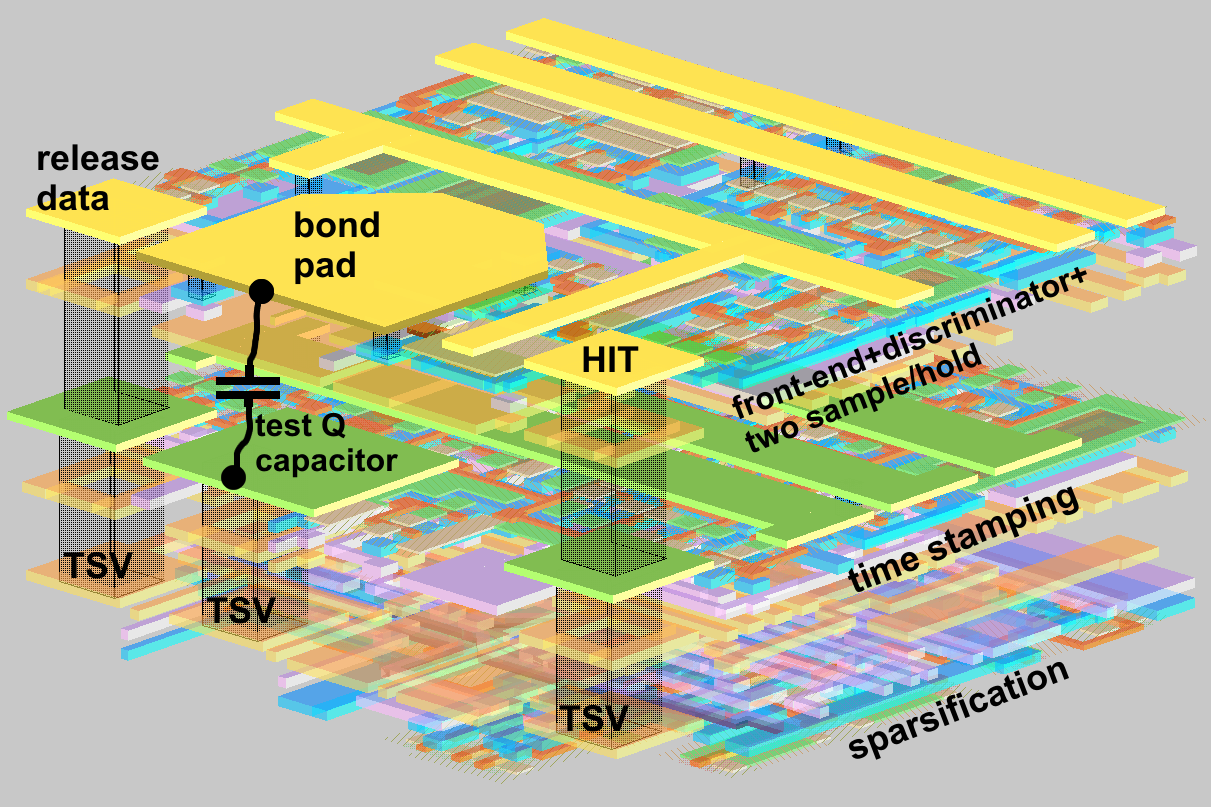 release
data
bond
pad
HIT
front-end+discriminator+
two sample/hold
test Q
capacitor
time stamping
TSV
TSV
TSV
sparsification